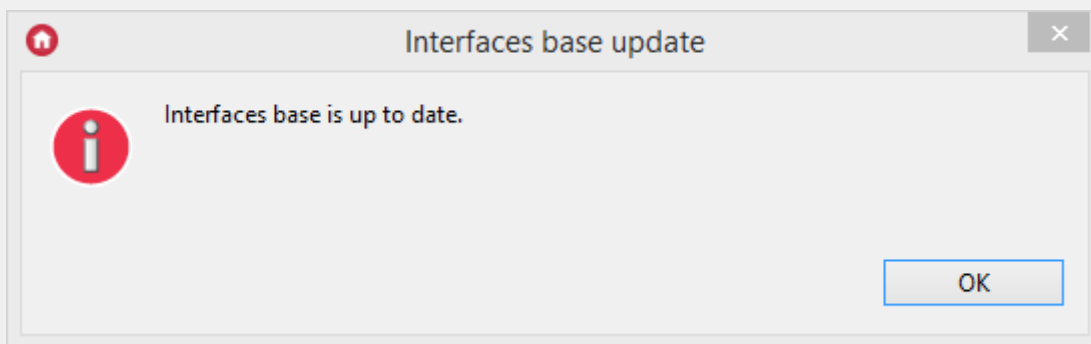 Interfaces base update
Interfaces base is up to date.
OK